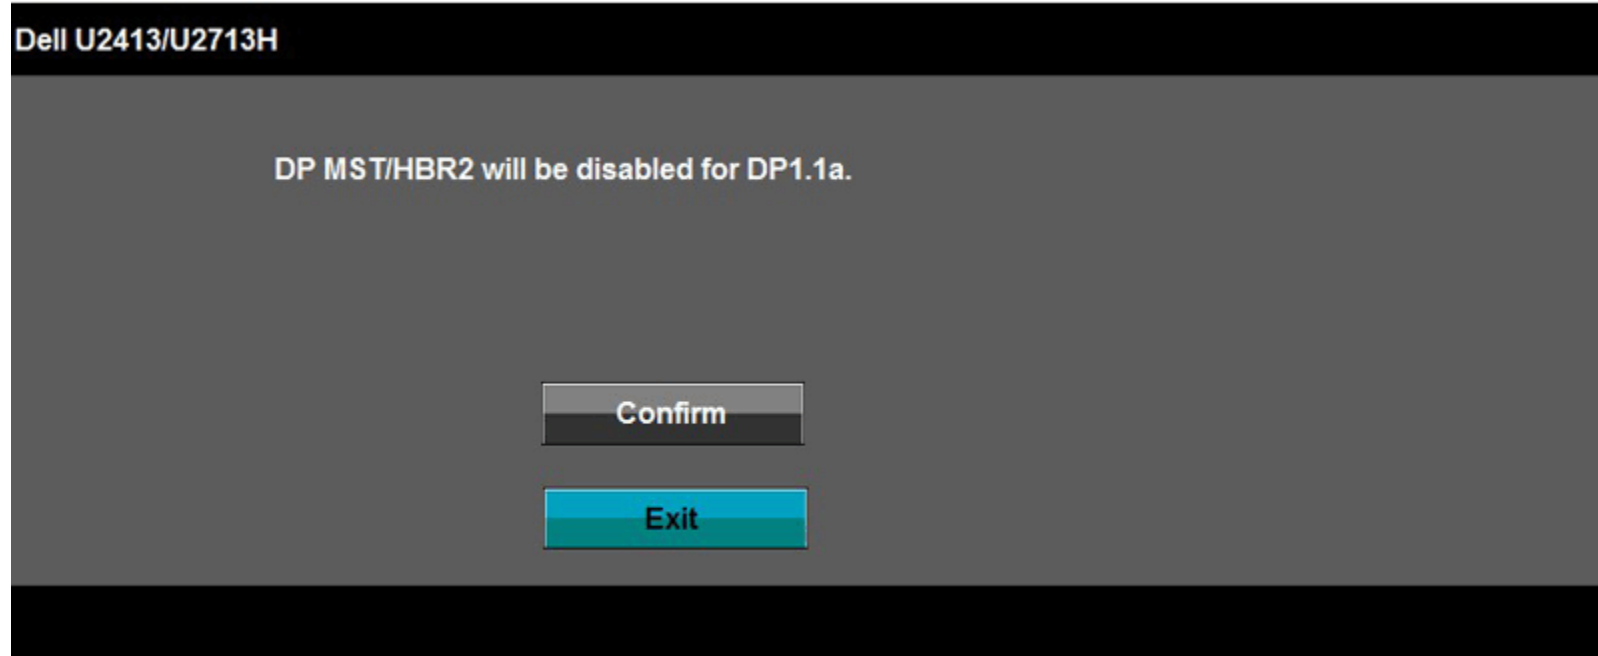 Dell U2413/U2713H
DP MST/HBR2 will be disabled for DP1.1a.
Confirm
Exit